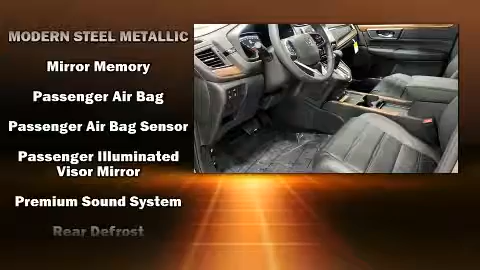 MODERN STEEL METALLIC
Mirror Memory
Passenger Air Bag
Passenger Air Bag Sensor
Passenger Illuminated
Visor Mirror
Premium Sound System
Rear Defrost